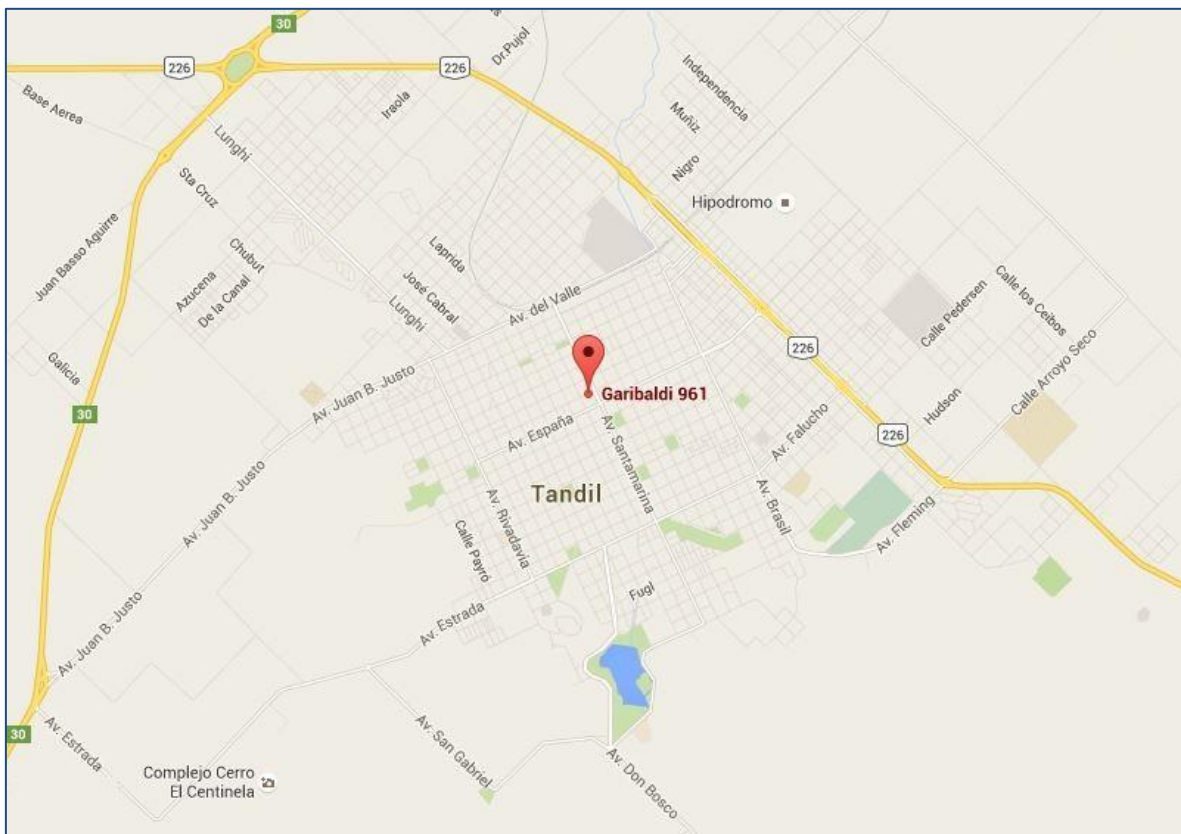 30
226
226
Dr.Pujol
Independencia
Base Aerea
Iraola
Muñiz
Lunghi
Nigro
Sta Cruz
Hipodromo
Juan Basso Aguirre
Chubut
Laprida
Azucena
De la Canal
José Cabral
Lunghi
Av. del Valle
Calle Pedersen
Calle los Ceibos
226
Calle Arroyo Seco
Galicia
Av. Juan B. Justo
Garibaldi 961
Hudson
30
Av. España
Av. Santamarina
Av. Falucho
226
Av. Juan B. Justo
Tandil
Av. Rivadavia
Av. Brasil
Calle Payró
Av. Fleming
Fugl
Av. Estrada
Av. Juan B. Justo
30
Av. Estrada
Av. San Gabriel
Av. Don Bosco
Complejo Cerro
El Centinela